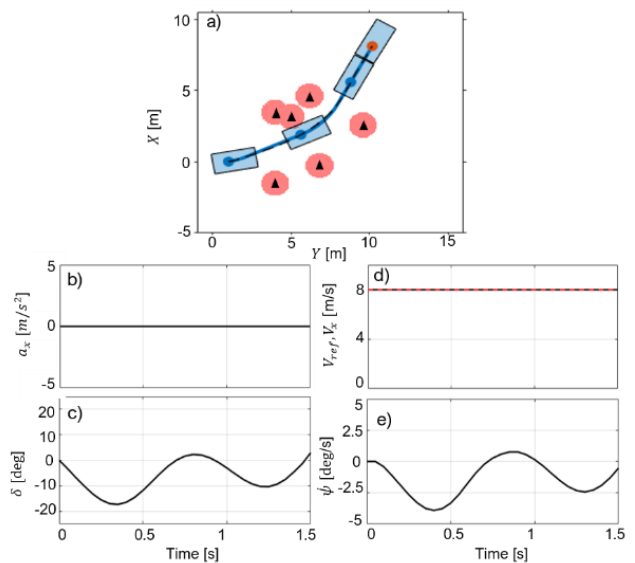 a)
10
5
0
-5
X [m]
0
5
10
15
Y [m]
b)
5
0
-5
a_x [m/s²]
d)
8
4
0
V_ref, V_x [m/s]
c)
20
10
0
-10
-20
δ [deg]
0
0.5
1
1.5
Time [s]
e)
5
2.5
0
-2.5
-5
ψ̇ [deg/s]
0
0.5
1
1.5
Time [s]